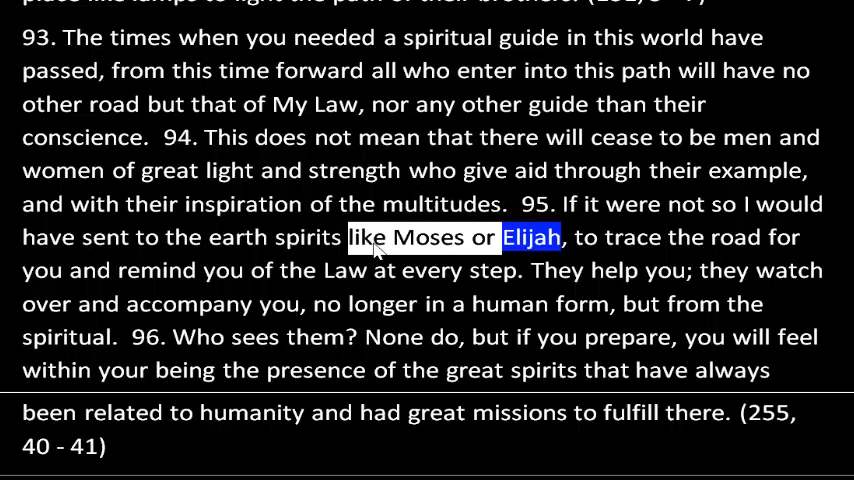 93. The times when you needed a spiritual guide in this world have
passed, from this time forward all who enter into this path will have no
other road but that of My Law, nor any other guide than their
conscience.  94. This does not mean that there will cease to be men and
women of great light and strength who give aid through their example,
and with their inspiration of the multitudes.  95. If it were not so I would
have sent to the earth spirits like Moses or Elijah, to trace the road for
you and remind you of the Law at every step. They help you; they watch
over and accompany you, no longer in a human form, but from the
spiritual.  96. Who sees them? None do, but if you prepare, you will feel
within your being the presence of the great spirits that have always
been related to humanity and had great missions to fulfill there. (255,
40 - 41)